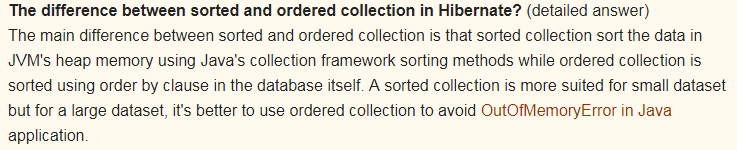 The difference between sorted and ordered collection in Hibernate? (detailed answer)
The main difference between sorted and ordered collection is that sorted collection sort the data in
JVM's heap memory using Java's collection framework sorting methods while ordered collection is
sorted using order by clause in the database itself. A sorted collection is more suited for small dataset
but for a large dataset, it's better to use ordered collection to avoid OutOfMemoryError in Java
application.